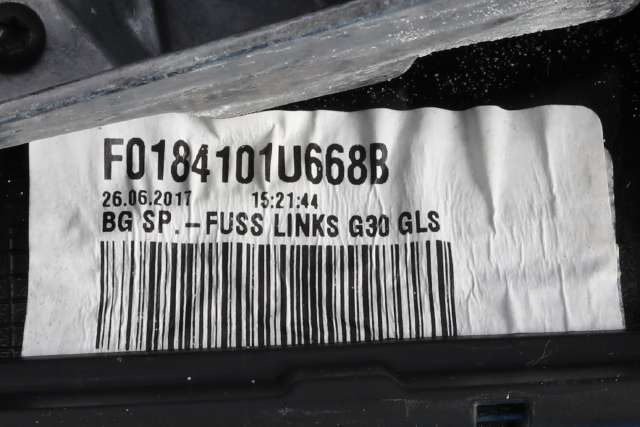 F0184101U668B
26.06.2017 15:21:44
BG SP.-FUSS LINKS G30 GLS